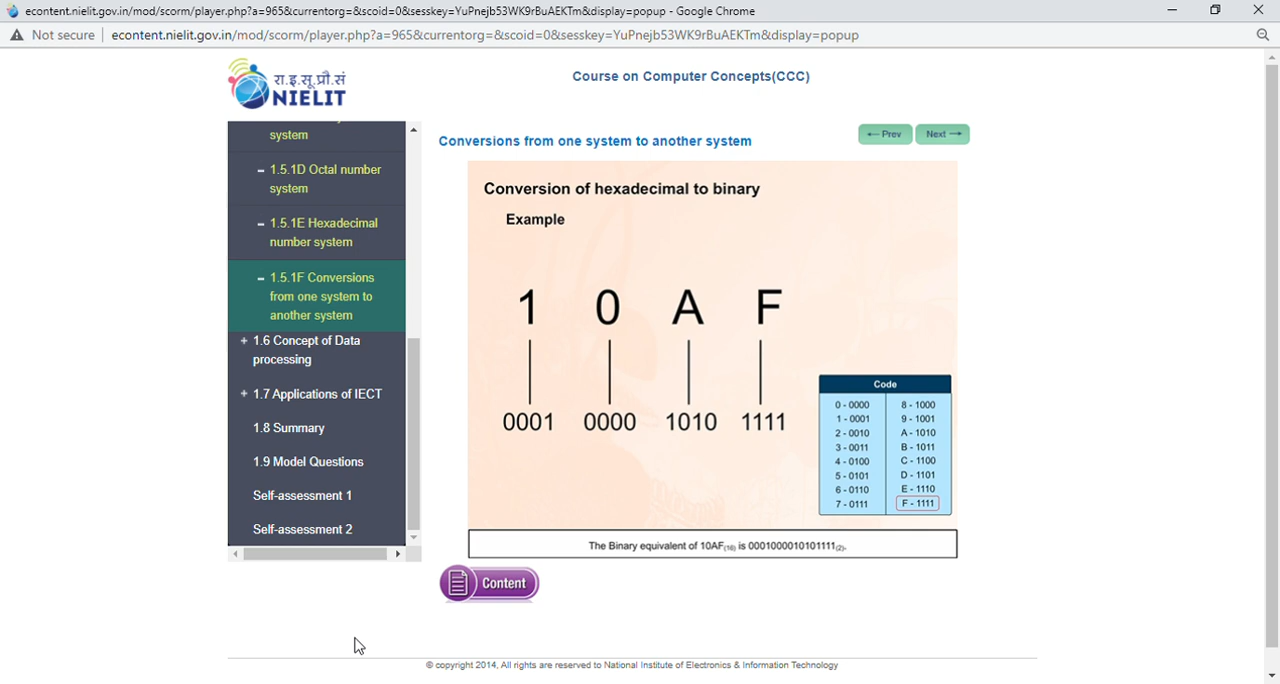 econtent.nielit.gov.in/mod/scorm/player.php?a=965&currentorg=&scoid=0&sesskey=YuPnejb53WK9rBuAEKTm&display=popup - Google Chrome
Not secure | econtent.nielit.gov.in/mod/scorm/player.php?a=965&currentorg=&scoid=0&sesskey=YuPnejb53WK9rBuAEKTm&display=popup
रा.इ.सू.प्रौ.सं
NIELIT
Course on Computer Concepts(CCC)
system
1.5.1D Octal number
system
1.5.1E Hexadecimal
number system
1.5.1F Conversions
from one system to
another system
+ 1.6 Concept of Data
processing
+ 1.7 Applications of IECT
1.8 Summary
1.9 Model Questions
Self-assessment 1
Self-assessment 2
Conversions from one system to another system
← Prev
Next →
Conversion of hexadecimal to binary
Example
1 0 A F
0001 0000 1010 1111
Code
0 - 0000 8 - 1000
1 - 0001 9 - 1001
2 - 0010 A - 1010
3 - 0011 B - 1011
4 - 0100 C - 1100
5 - 0101 D - 1101
6 - 0110 E - 1110
7 - 0111 F - 1111
The Binary equivalent of 10AF(16) is 0001000010101111(2).
Content
© copyright 2014, All rights are reserved to National Institute of Electronics & Information Technology